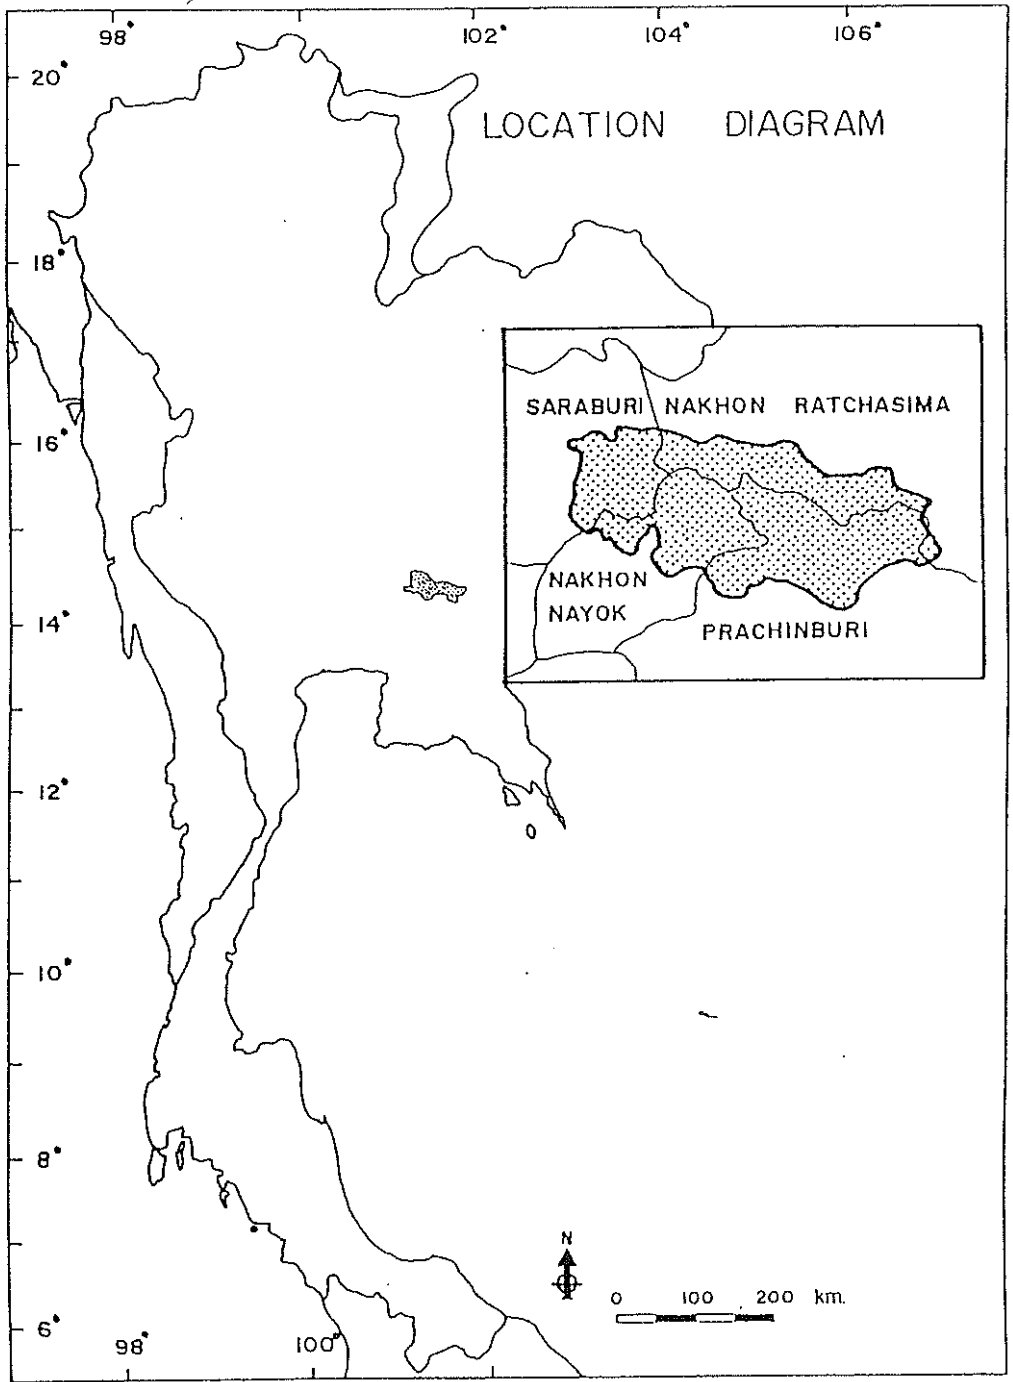 98° 102° 104° 106°
20°
LOCATION DIAGRAM
18°
16°
SARABURI NAKHON RATCHASIMA
NAKHON
NAYOK
PRACHINBURI
14°
12°
10°
8°
N
0 100 200 km.
6°
98° 100°